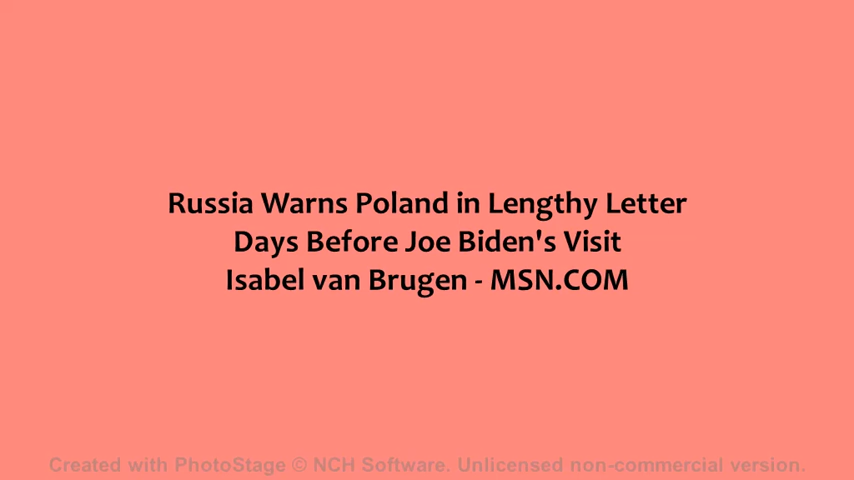 Russia Warns Poland in Lengthy Letter
Days Before Joe Biden's Visit
Isabel van Brugen - MSN.COM
Created with PhotoStage © NCH Software. Unlicensed non-commercial version.